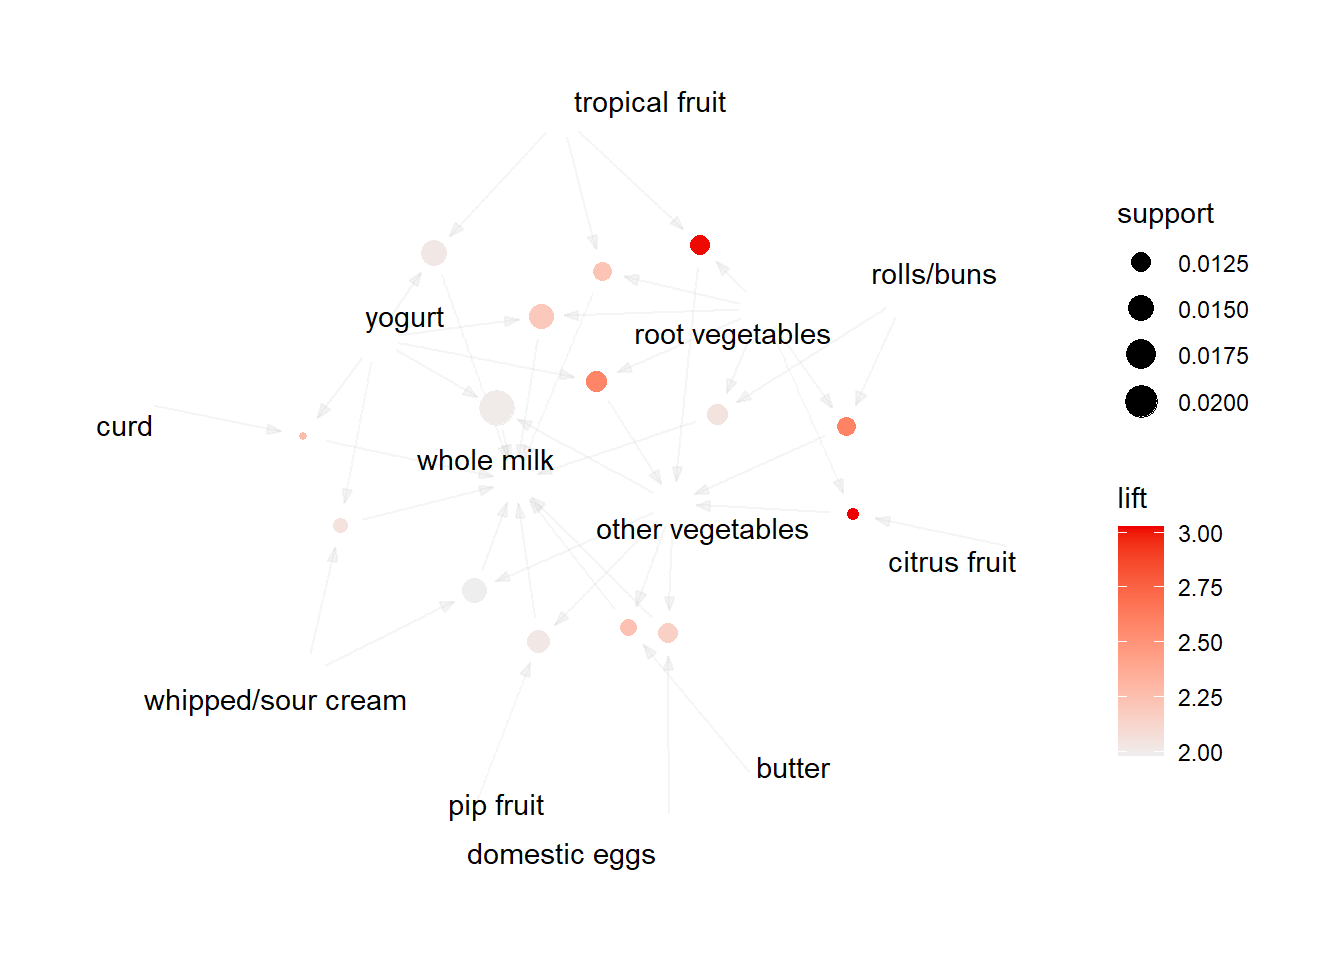 tropical fruit
rolls/buns
yogurt
root vegetables
curd
whole milk
other vegetables
citrus fruit
whipped/sour cream
butter
pip fruit
domestic eggs
support
0.0125
0.0150
0.0175
0.0200
lift
3.00
2.75
2.50
2.25
2.00